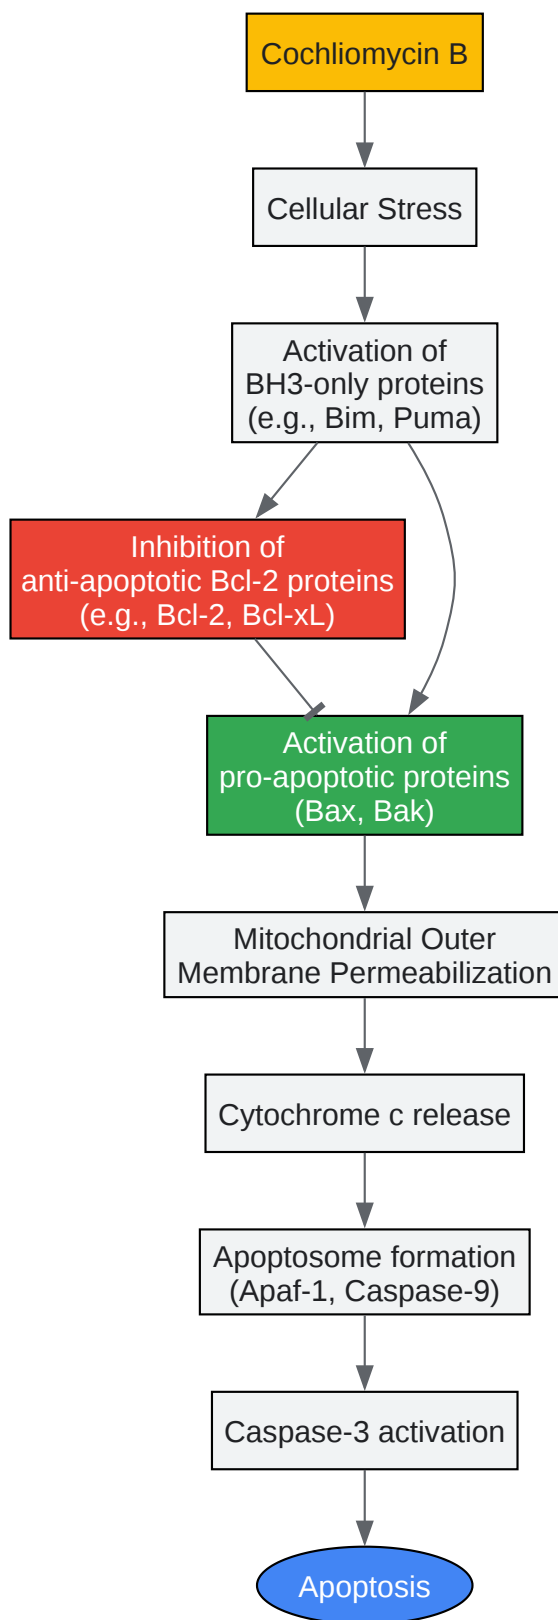 Cochliomycin B
Cellular Stress
Activation of
BH3-only proteins
(e.g., Bim, Puma)
Inhibition of
anti-apoptotic Bcl-2 proteins
(e.g., Bcl-2, Bcl-xL)
Activation of
pro-apoptotic proteins
(Bax, Bak)
Mitochondrial Outer
Membrane Permeabilization
Cytochrome c release
Apoptosome formation
(Apaf-1, Caspase-9)
Caspase-3 activation
Apoptosis